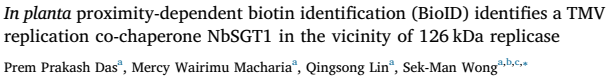 In planta proximity-dependent biotin identification (BioID) identifies a TMV
replication co-chaperone NbSGT1 in the vicinity of 126 kDa replicase
Prem Prakash Das^a, Mercy Wairimu Macharia^a, Qingsong Lin^a, Sek-Man Wong^a,b,c,*